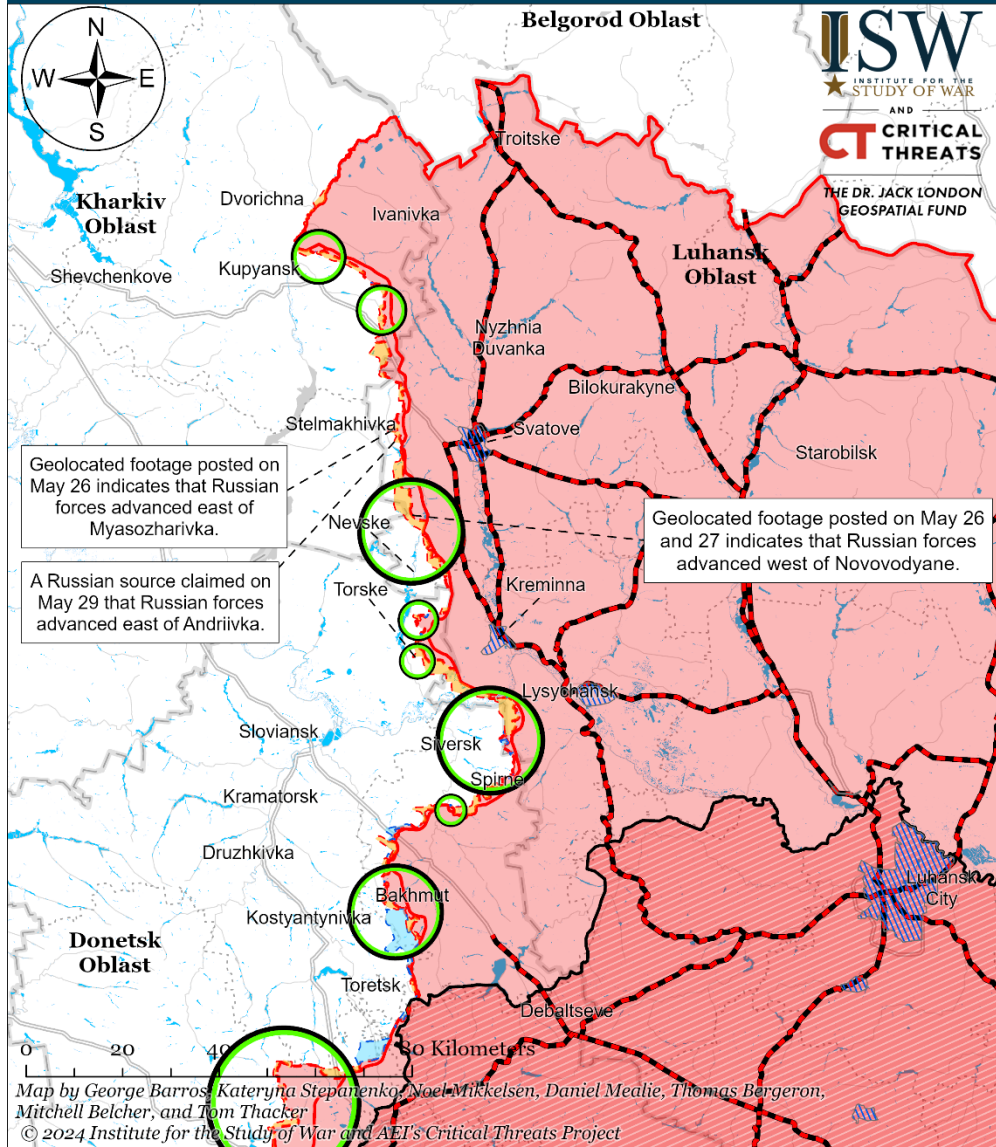 Belgorod Oblast
N
W
E
S
ISW
INSTITUTE FOR THE
STUDY OF WAR
AND
CT CRITICAL
THREATS
THE DR. JACK LONDON
GEOSPATIAL FUND
Troitske
Dvorichna
Kharkiv
Oblast
Ivanivka
Luhansk
Oblast
Shevchenkove
Kupyansk
Nyzhnia
Duvanka
Bilokurakyne
Stelmakhivka
Svatove
Starobilsk
Geolocated footage posted on
May 26 indicates that Russian
forces advanced east of
Myasozharivka.
Nevske
Geolocated footage posted on May 26
and 27 indicates that Russian forces
advanced west of Novovodyane.
A Russian source claimed on
May 29 that Russian forces
advanced east of Andriivka.
Torske
Kreminna
Lysychansk
Sloviansk
Siversk
Spirne
Kramatorsk
Druzhkivka
Luhansk
City
Bakhmut
Kostyantynivka
Donetsk
Oblast
Toretsk
Debaltseve
0 20 40 80 Kilometers
Map by George Barros, Kateryna Stepanenko, Noel Mikkelsen, Daniel Mealie, Thomas Bergeron,
Mitchell Belcher, and Tom Thacker
© 2024 Institute for the Study of War and AEI's Critical Threats Project